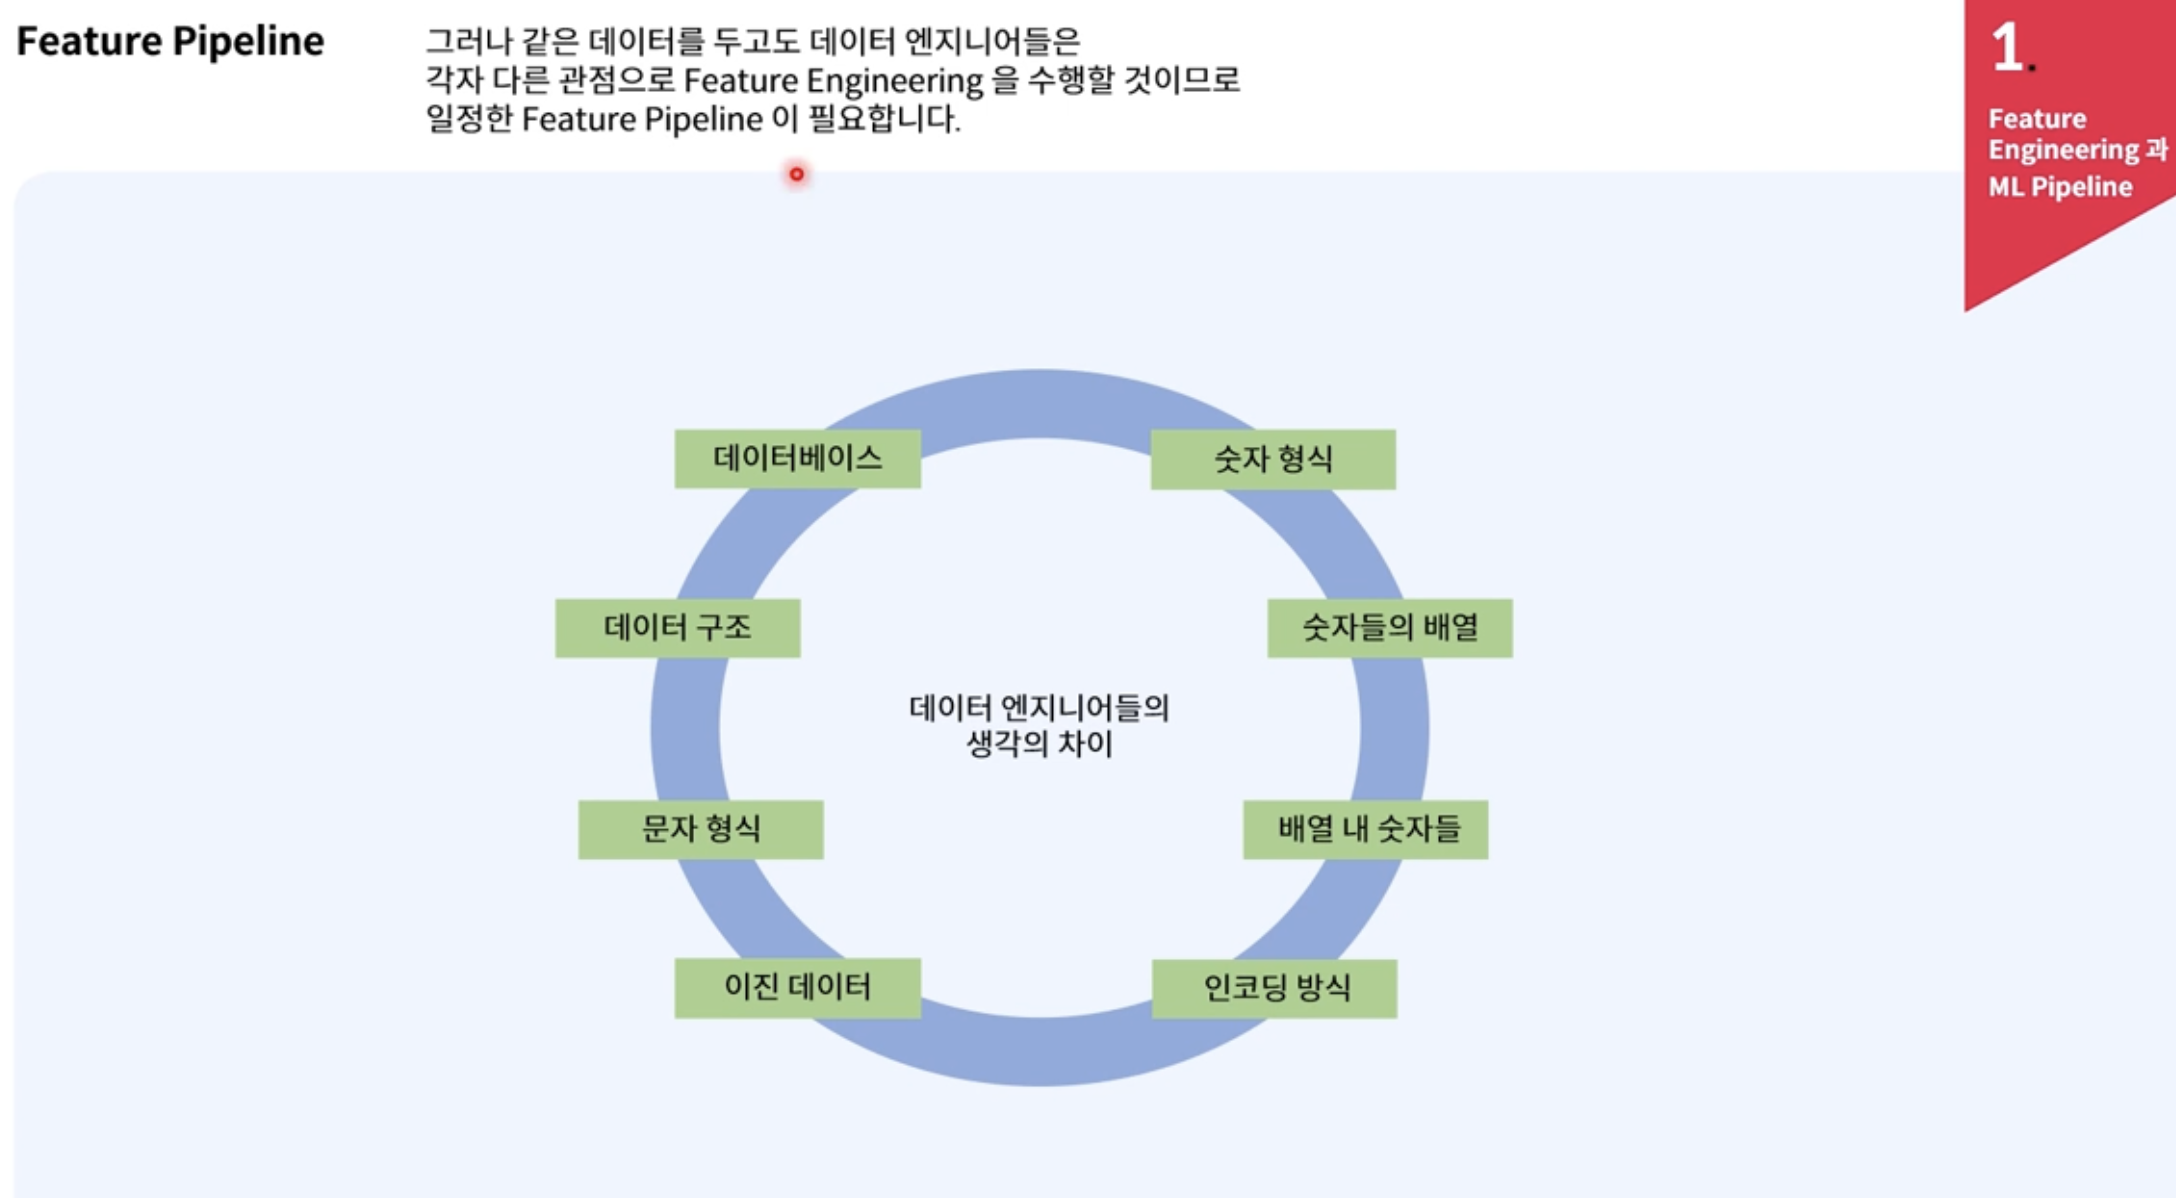 Feature Pipeline
그러나 같은 데이터를 두고도 데이터 엔지니어들은
각자 다른 관점으로 Feature Engineering 을 수행할 것이므로
일정한 Feature Pipeline 이 필요합니다.
1.
Feature
Engineering 과
ML Pipeline
데이터베이스
숫자 형식
데이터 구조
숫자들의 배열
데이터 엔지니어들의
생각의 차이
문자 형식
배열 내 숫자들
이진 데이터
인코딩 방식